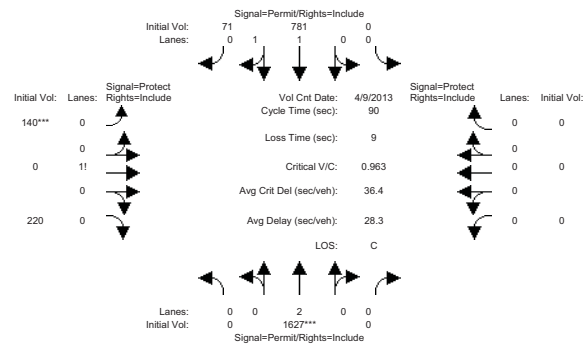 Signal=Permit/Rights=Include
Initial Vol: 71 781 0
Lanes: 0 1 1 0 0
Signal=Protect
Initial Vol: Lanes: Rights=Include
Vol Cnt Date: 4/9/2013
Signal=Protect
Rights=Include Lanes: Initial Vol:
140*** 0
Cycle Time (sec): 90
0 0
0
Loss Time (sec): 9
0
0 1!
Critical V/C: 0.963
0 0
0
Avg Crit Del (sec/veh): 36.4
0
220 0
Avg Delay (sec/veh): 28.3
0 0
LOS: C
Lanes: 0 0 2 0 0
Initial Vol: 0 1627*** 0
Signal=Permit/Rights=Include